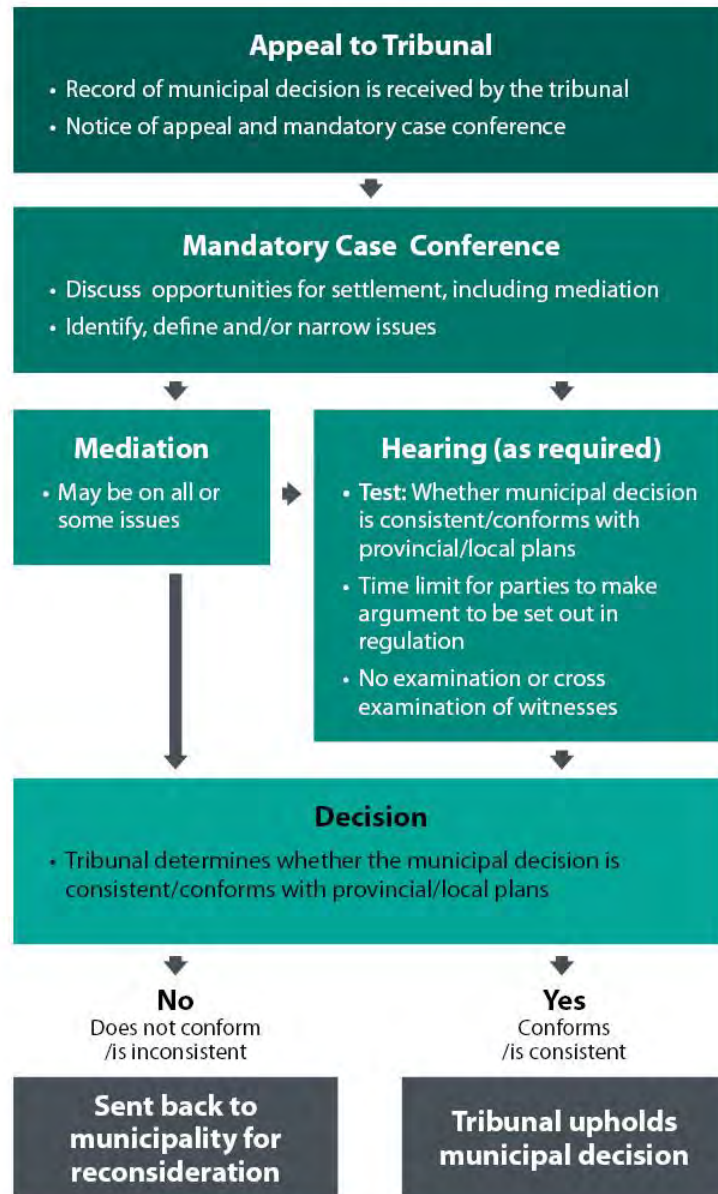 Appeal to Tribunal
• Record of municipal decision is received by the tribunal
• Notice of appeal and mandatory case conference
Mandatory Case Conference
• Discuss opportunities for settlement, including mediation
• Identify, define and/or narrow issues
Mediation
• May be on all or
some issues
Hearing (as required)
• Test: Whether municipal decision
is consistent/conforms with
provincial/local plans
• Time limit for parties to make
argument to be set out in
regulation
• No examination or cross
examination of witnesses
Decision
• Tribunal determines whether the municipal decision is
consistent/conforms with provincial/local plans
No
Does not conform
/is inconsistent
Yes
Conforms
/is consistent
Sent back to
municipality for
reconsideration
Tribunal upholds
municipal decision